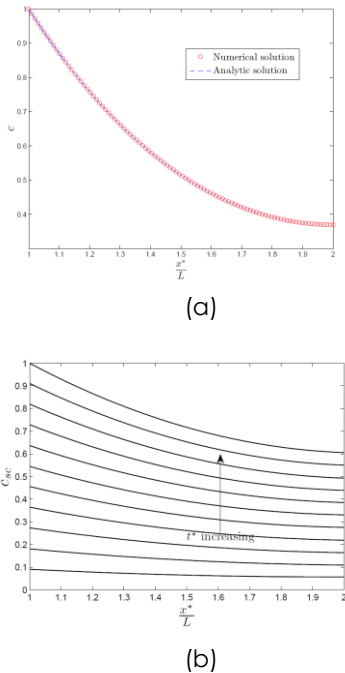 1
0.9
0.8
0.7
0.6
0.5
0.4
c
Numerical solution
Analytic solution
1 1.1 1.2 1.3 1.4 1.5 1.6 1.7 1.8 1.9 2
x*
L
(a)
1
0.9
0.8
0.7
0.6
0.5
0.4
0.3
0.2
0.1
0
c_sc
t* increasing
1 1.1 1.2 1.3 1.4 1.5 1.6 1.7 1.8 1.9 2
x*
L
(b)